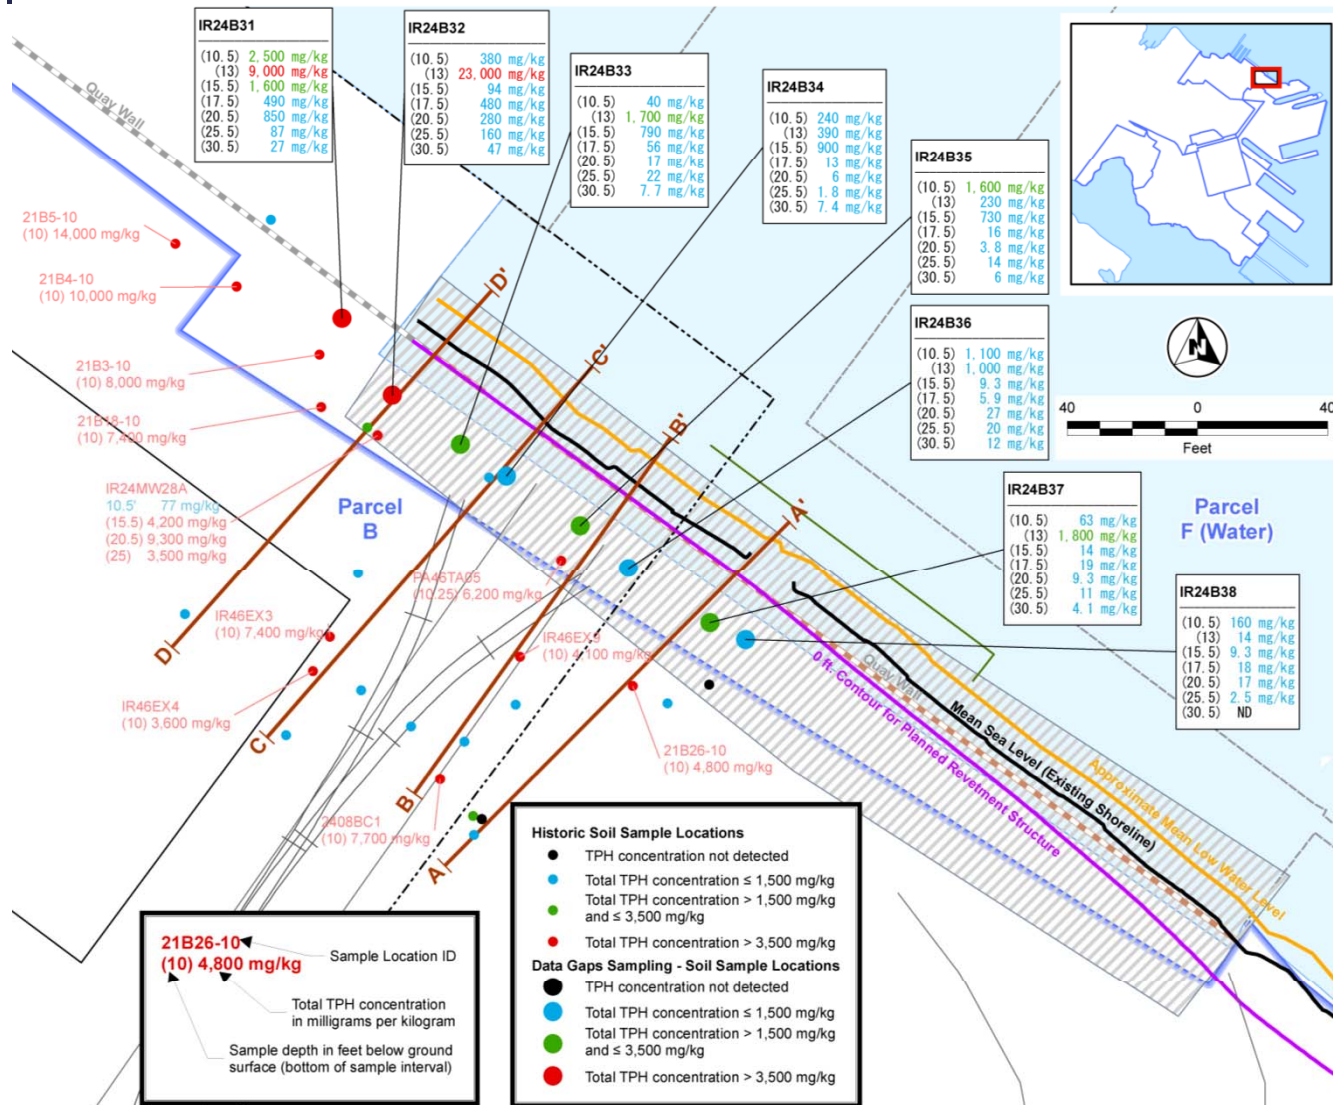 IR24B31
(10.5) 2,500 mg/kg
(13) 9,000 mg/kg
(15.5) 1,600 mg/kg
(17.5) 490 mg/kg
(20.5) 850 mg/kg
(25.5) 87 mg/kg
(30.5) 27 mg/kg
IR24B32
(10.5) 380 mg/kg
(13) 23,000 mg/kg
(15.5) 94 mg/kg
(17.5) 480 mg/kg
(20.5) 280 mg/kg
(25.5) 160 mg/kg
(30.5) 47 mg/kg
IR24B33
(10.5) 40 mg/kg
(13) 1,700 mg/kg
(15.5) 790 mg/kg
(17.5) 56 mg/kg
(20.5) 17 mg/kg
(25.5) 22 mg/kg
(30.5) 7.7 mg/kg
IR24B34
(10.5) 240 mg/kg
(13) 390 mg/kg
(15.5) 900 mg/kg
(17.5) 13 mg/kg
(20.5) 6 mg/kg
(25.5) 1.8 mg/kg
(30.5) 7.4 mg/kg
IR24B35
(10.5) 1,600 mg/kg
(13) 230 mg/kg
(15.5) 730 mg/kg
(17.5) 16 mg/kg
(20.5) 3.8 mg/kg
(25.5) 14 mg/kg
(30.5) 6 mg/kg
IR24B36
(10.5) 1,100 mg/kg
(13) 1,000 mg/kg
(15.5) 9.3 mg/kg
(17.5) 5.9 mg/kg
(20.5) 27 mg/kg
(25.5) 20 mg/kg
(30.5) 12 mg/kg
N
40 0 40
Feet
IR24B37
(10.5) 63 mg/kg
(13) 1,800 mg/kg
(15.5) 14 mg/kg
(17.5) 19 mg/kg
(20.5) 9.3 mg/kg
(25.5) 11 mg/kg
(30.5) 4.1 mg/kg
IR24B38
(10.5) 160 mg/kg
(13) 14 mg/kg
(15.5) 9.3 mg/kg
(17.5) 18 mg/kg
(20.5) 17 mg/kg
(25.5) 2.5 mg/kg
(30.5) ND
Parcel
F (Water)
Quay Wall
21B5-10
(10) 14,000 mg/kg
21B4-10
(10) 10,000 mg/kg
21B3-10
(10) 8,000 mg/kg
21B18-10
(10) 7,400 mg/kg
IR24MW28A
10.5' 77 mg/kg
(15.5) 4,200 mg/kg
(20.5) 9,300 mg/kg
(25) 3,500 mg/kg
Parcel
B
D'
C'
B'
A'
PA46TA05
(10.25) 6,200 mg/kg
IR46EX3
(10) 7,400 mg/kg
IR46EX9
(10) 4,100 mg/kg
IR46EX4
(10) 3,600 mg/kg
21B26-10
(10) 4,800 mg/kg
2408BC1
(10) 7,700 mg/kg
D
C
B
A
Quay Wall
0 ft. Contour for Planned Revetment Structure
Mean Sea Level (Existing Shoreline)
Approximate Mean Low Water Level
21B26-10
(10) 4,800 mg/kg
Sample Location ID
Total TPH concentration
in milligrams per kilogram
Sample depth in feet below ground
surface (bottom of sample interval)
Historic Soil Sample Locations
TPH concentration not detected
Total TPH concentration ≤ 1,500 mg/kg
Total TPH concentration > 1,500 mg/kg
and ≤ 3,500 mg/kg
Total TPH concentration > 3,500 mg/kg
Data Gaps Sampling - Soil Sample Locations
TPH concentration not detected
Total TPH concentration ≤ 1,500 mg/kg
Total TPH concentration > 1,500 mg/kg
and ≤ 3,500 mg/kg
Total TPH concentration > 3,500 mg/kg